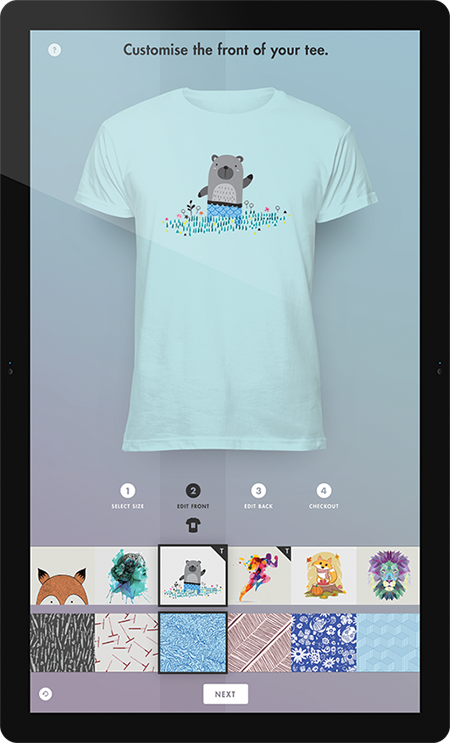 ?
Customise the front of your tee.
1 2 3 4
SELECT SIZE EDIT FRONT EDIT BACK CHECKOUT
T T
NEXT